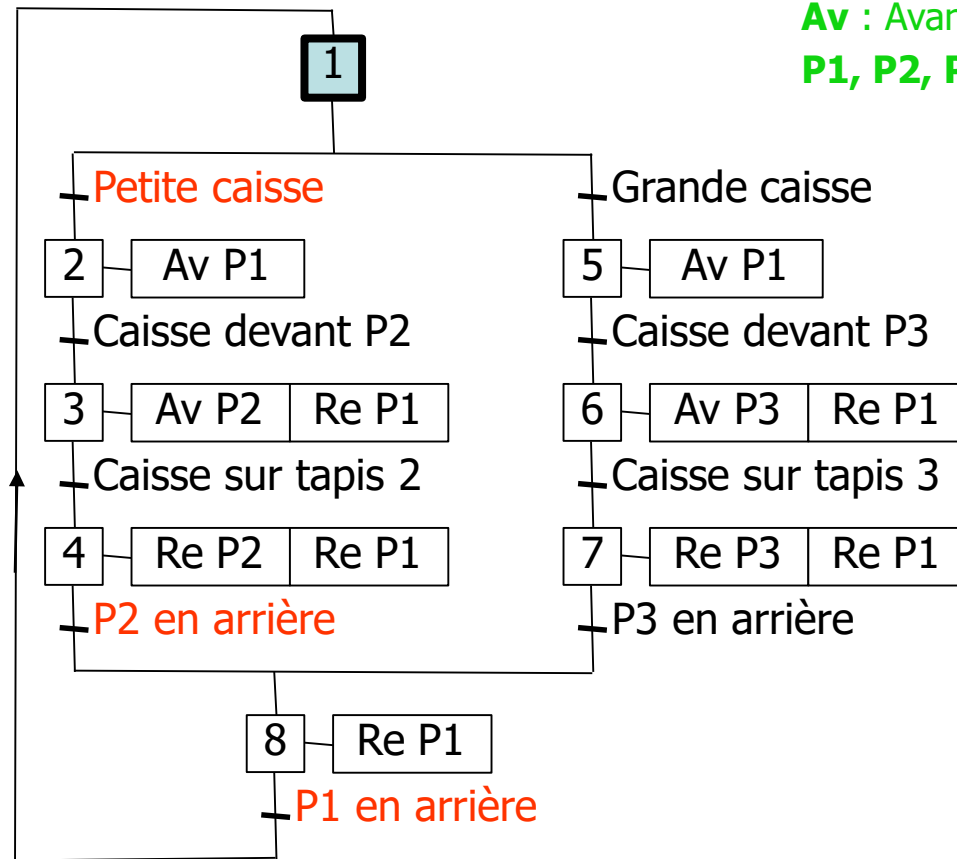 Av :
P1, P2,
1
Petite caisse
Grande caisse
2 Av P1
5 Av P1
Caisse devant P2
Caisse devant P3
3 Av P2 Re P1
6 Av P3 Re P1
Caisse sur tapis 2
Caisse sur tapis 3
4 Re P2 Re P1
7 Re P3 Re P1
P2 en arrière
P3 en arrière
8 Re P1
P1 en arrière